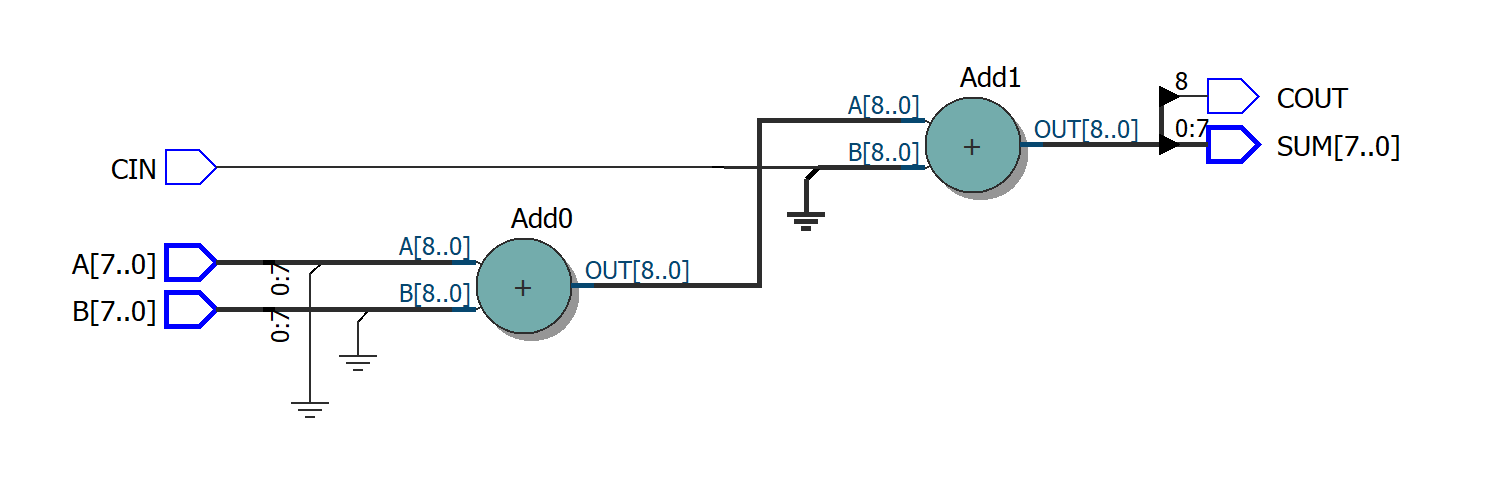 Add1
8
COUT
A[8..0]
OUT[8..0]
0:7
SUM[7..0]
B[8..0]
CIN
+
Add0
A[7..0]
0:7
A[8..0]
OUT[8..0]
B[7..0]
0:7
B[8..0]
+